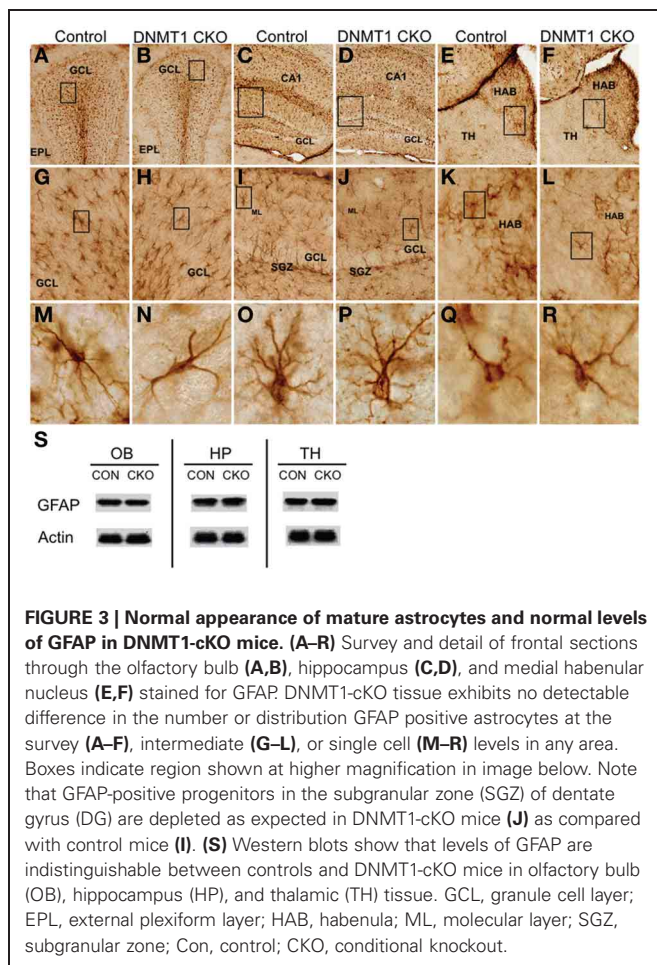 Control DNMT1 CKO Control DNMT1 CKO Control DNMT1 CKO
A B C D E F
GCL GCL CA1 CA1 HAB HAB
EPL EPL GCL GCL TH TH
G H I J K L
ML ML HAB
GCL GCL HAB
GCL GCL SGZ SGZ
M N O P Q R
S
OB HP TH
CON CKO CON CKO CON CKO
GFAP
Actin
FIGURE 3 | Normal appearance of mature astrocytes and normal levels
of GFAP in DNMT1-cKO mice. (A–R) Survey and detail of frontal sections
through the olfactory bulb (A,B), hippocampus (C,D), and medial habenular
nucleus (E,F) stained for GFAP. DNMT1-cKO tissue exhibits no detectable
difference in the number or distribution GFAP positive astrocytes at the
survey (A–F), intermediate (G–L), or single cell (M–R) levels in any area.
Boxes indicate region shown at higher magnification in image below. Note
that GFAP-positive progenitors in the subgranular zone (SGZ) of dentate
gyrus (DG) are depleted as expected in DNMT1-cKO mice (J) as compared
with control mice (I). (S) Western blots show that levels of GFAP are
indistinguishable between controls and DNMT1-cKO mice in olfactory bulb
(OB), hippocampus (HP), and thalamic (TH) tissue. GCL, granule cell layer;
EPL, external plexiform layer; HAB, habenula; ML, molecular layer; SGZ,
subgranular zone; Con, control; CKO, conditional knockout.